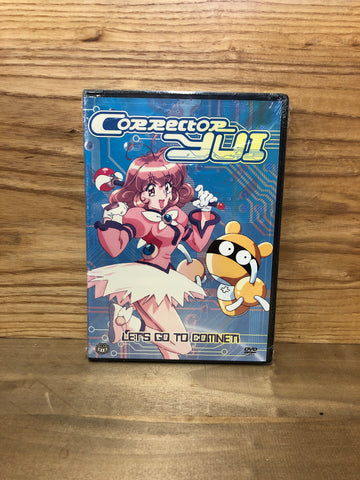 CORRECTOR
YUI
LET'S GO TO COMNET!
DVD